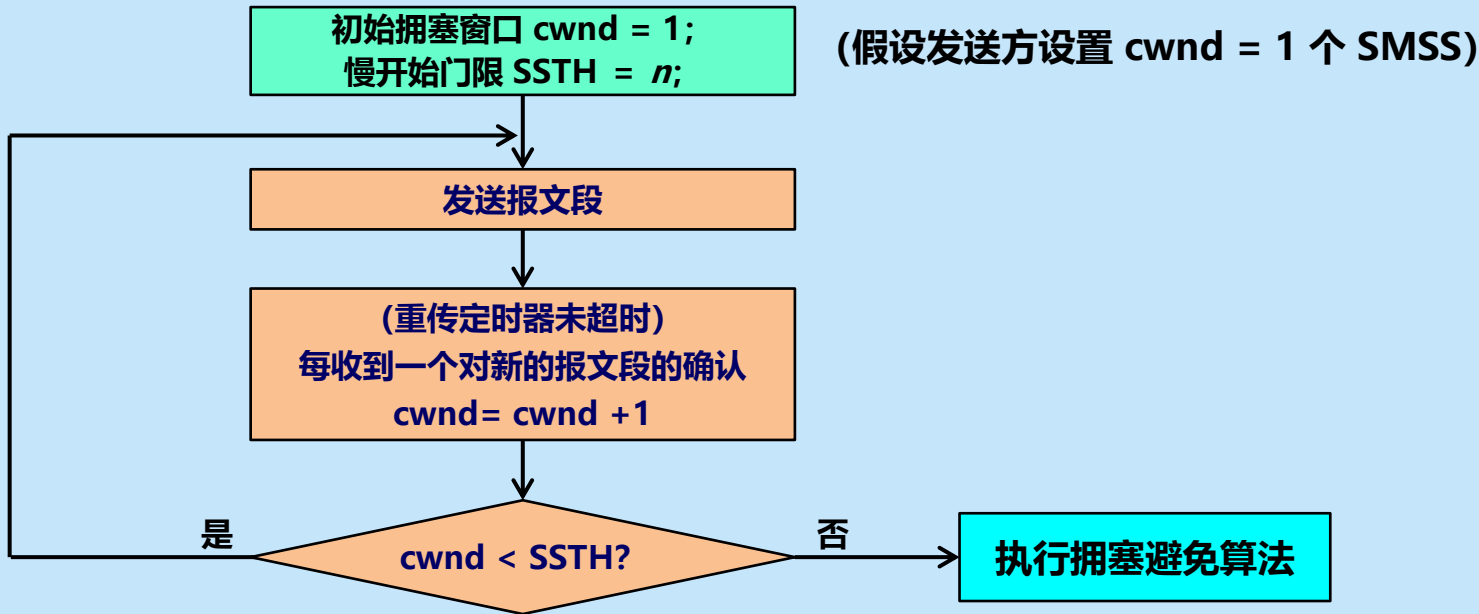 初始拥塞窗口 cwnd = 1;
慢开始门限 SSTH = n;
(假设发送方设置 cwnd = 1 个 SMSS)
发送报文段
(重传定时器未超时)
每收到一个对新的报文段的确认
cwnd= cwnd +1
是
cwnd < SSTH?
否
执行拥塞避免算法